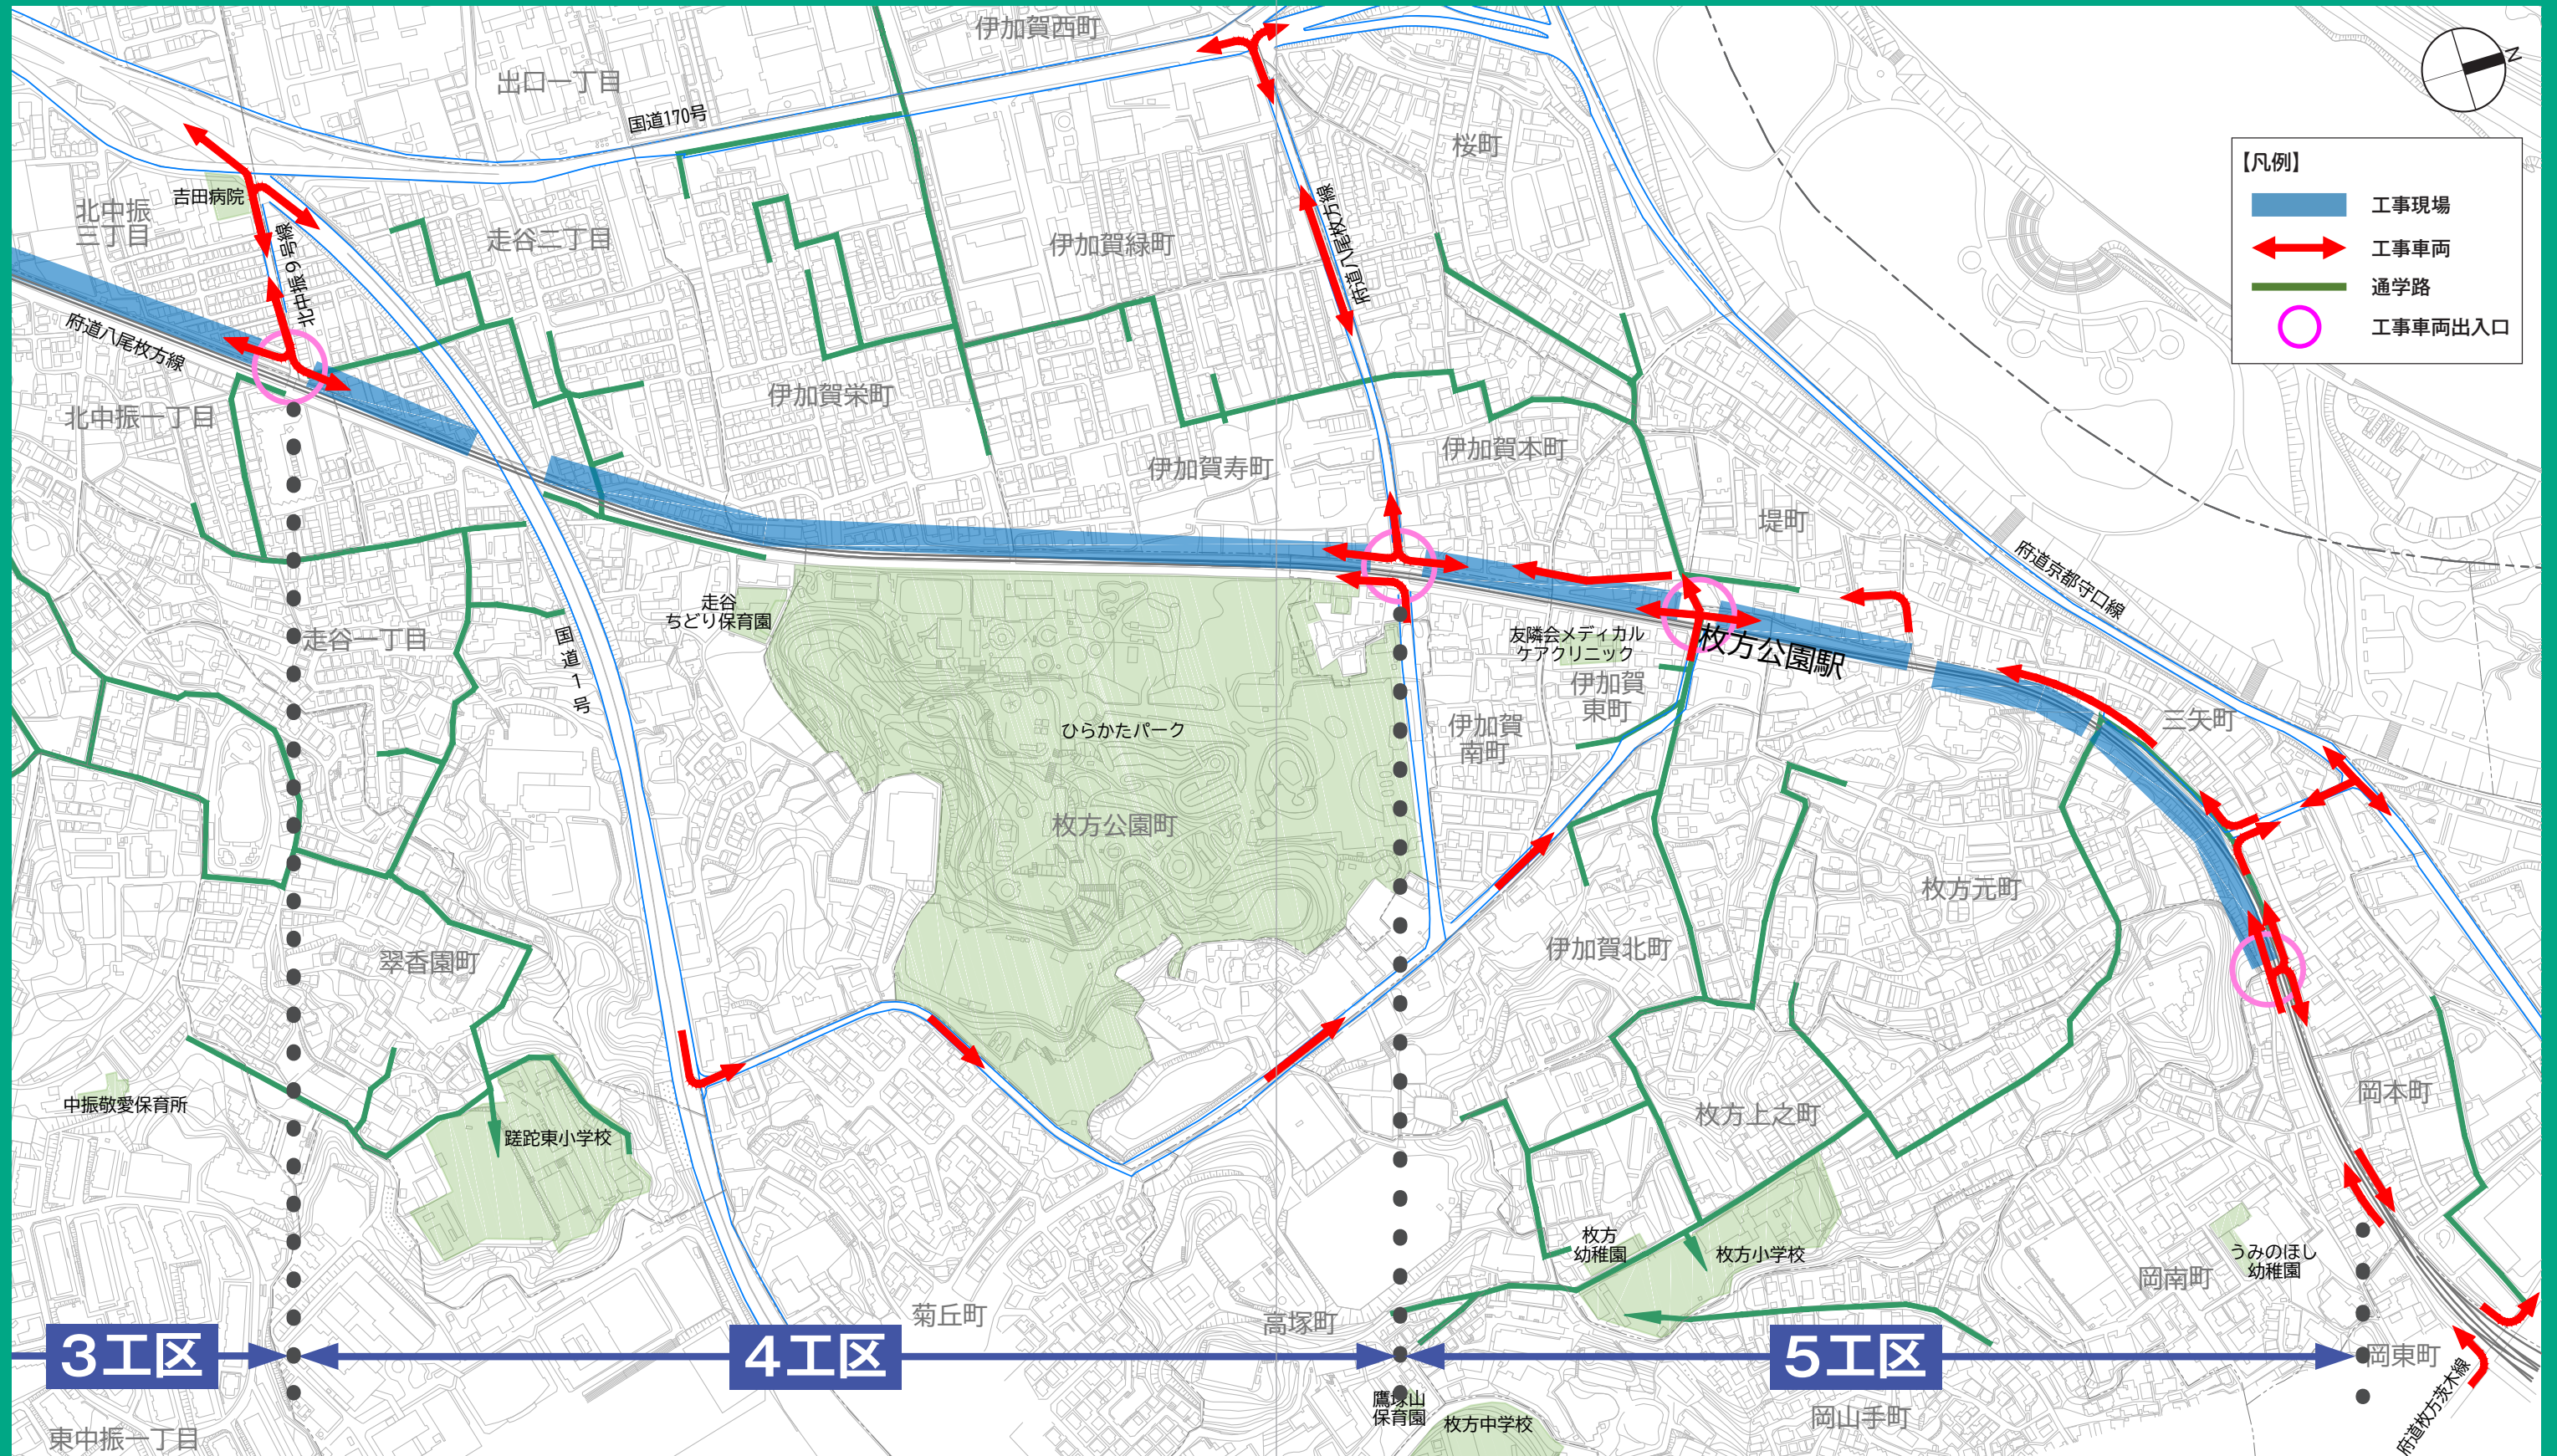 伊加賀西町
出口一丁目
国道170号
N
【凡例】
工事現場
工事車両
通学路
工事車両出入口
桜町
吉田病院
北中振
三丁目
北中振9号線
走谷二丁目
伊加賀緑町
府道八尾枚方線
府道八尾枚方線
伊加賀栄町
北中振一丁目
伊加賀本町
伊加賀寿町
堤町
府道京都守口線
走谷
ちどり保育園
走谷一丁目
国道1号
友隣会メディカル
ケアクリニック
枚方公園駅
伊加賀
東町
伊加賀
南町
三矢町
ひらかたパーク
枚方公園町
枚方元町
伊加賀北町
翠香園町
中振敬愛保育所
蹉跎東小学校
枚方上之町
岡本町
枚方
幼稚園
枚方小学校
うみのほし
幼稚園
岡南町
菊丘町
高塚町
3工区
4工区
5工区
岡東町
鷹塚山
保育園
枚方中学校
岡山手町
府道枚方茨木線
東中振一丁目